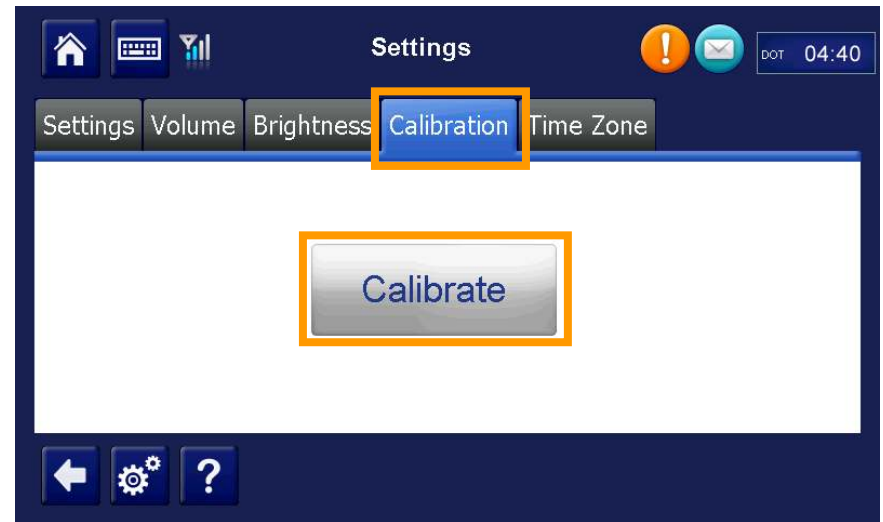 Settings
DOT 04:40
Settings Volume Brightness Calibration Time Zone
Calibrate
?